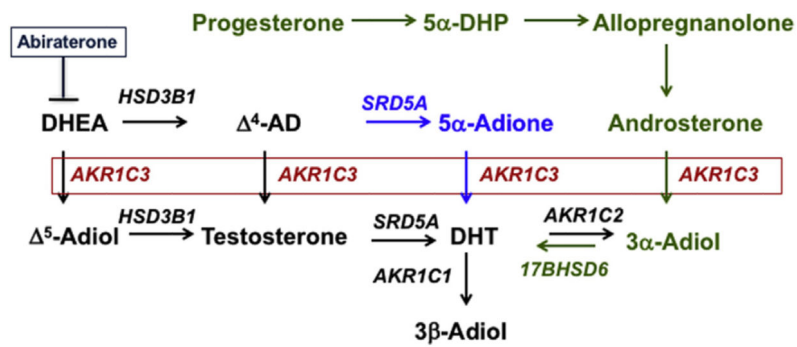 Progesterone 5α-DHP Allopregnanolone
Abiraterone
HSD3B1 SRD5A
DHEA Δ⁴-AD 5α-Adione Androsterone
AKR1C3 AKR1C3 AKR1C3 AKR1C3
HSD3B1 SRD5A AKR1C2
Δ⁵-Adiol Testosterone DHT 3α-Adiol
17BHSD6
AKR1C1
3β-Adiol